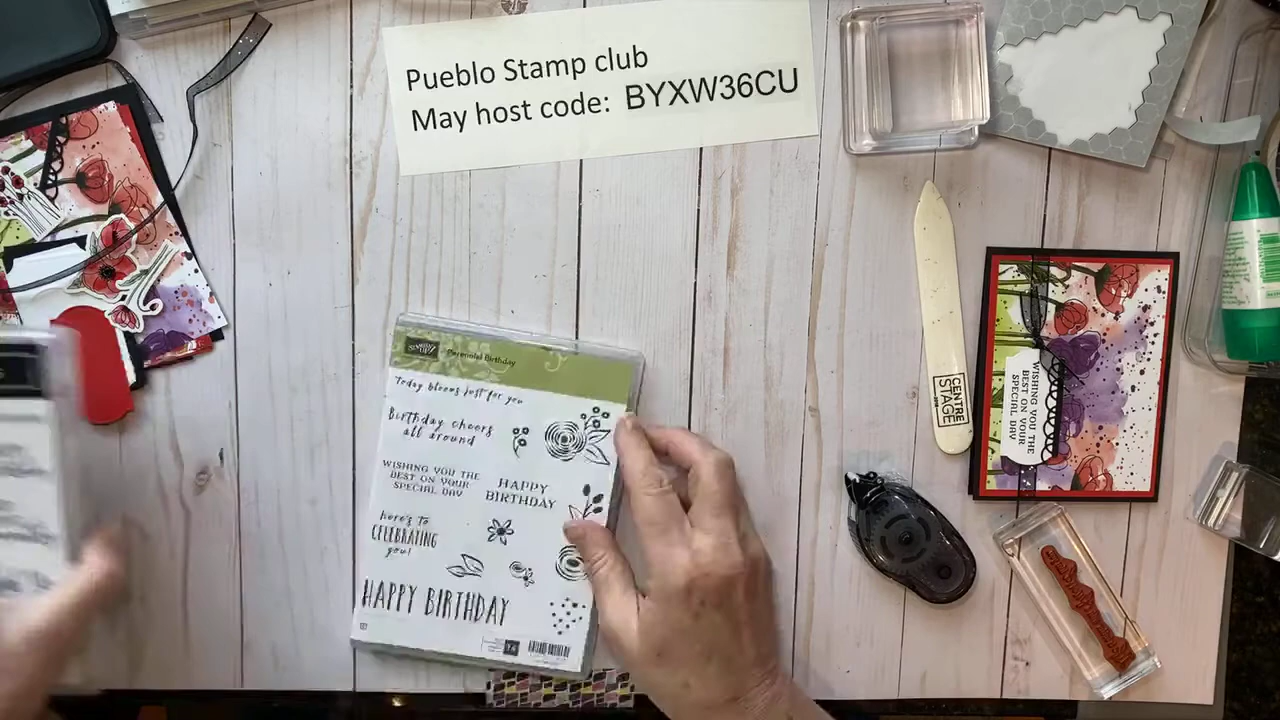 Pueblo Stamp club
May host code: BYXW36CU
Perennial Birthday
Today blooms just for you
Birthday cheers
all around
WISHING YOU THE
BEST ON YOUR
SPECIAL DAY
HAPPY
BIRTHDAY
here's to
CELEBRATING
you!
HAPPY BIRTHDAY
CENTRE
STAGE
WISHING YOU THE
BEST ON YOUR
SPECIAL DAY